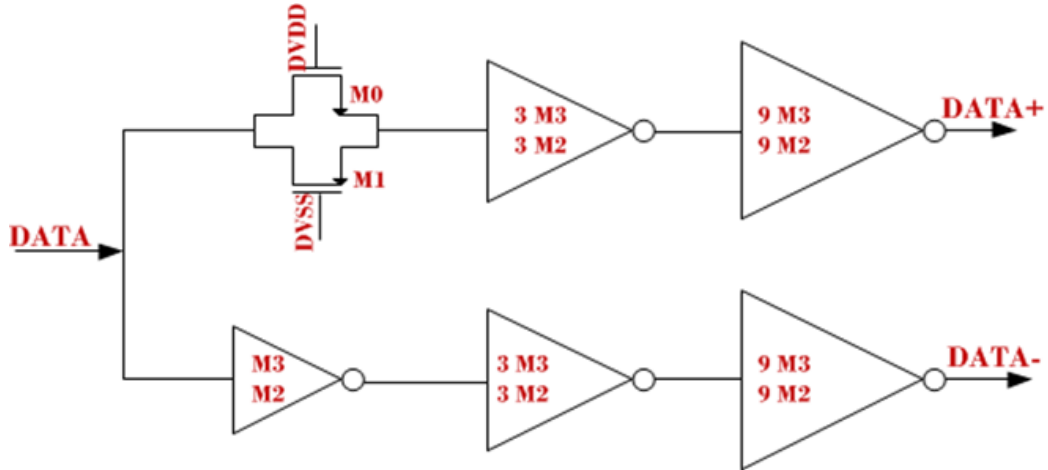 DVDD
M0
M1
DVSS
3 M3
3 M2
9 M3
9 M2
DATA+
DATA
M3
M2
3 M3
3 M2
9 M3
9 M2
DATA-